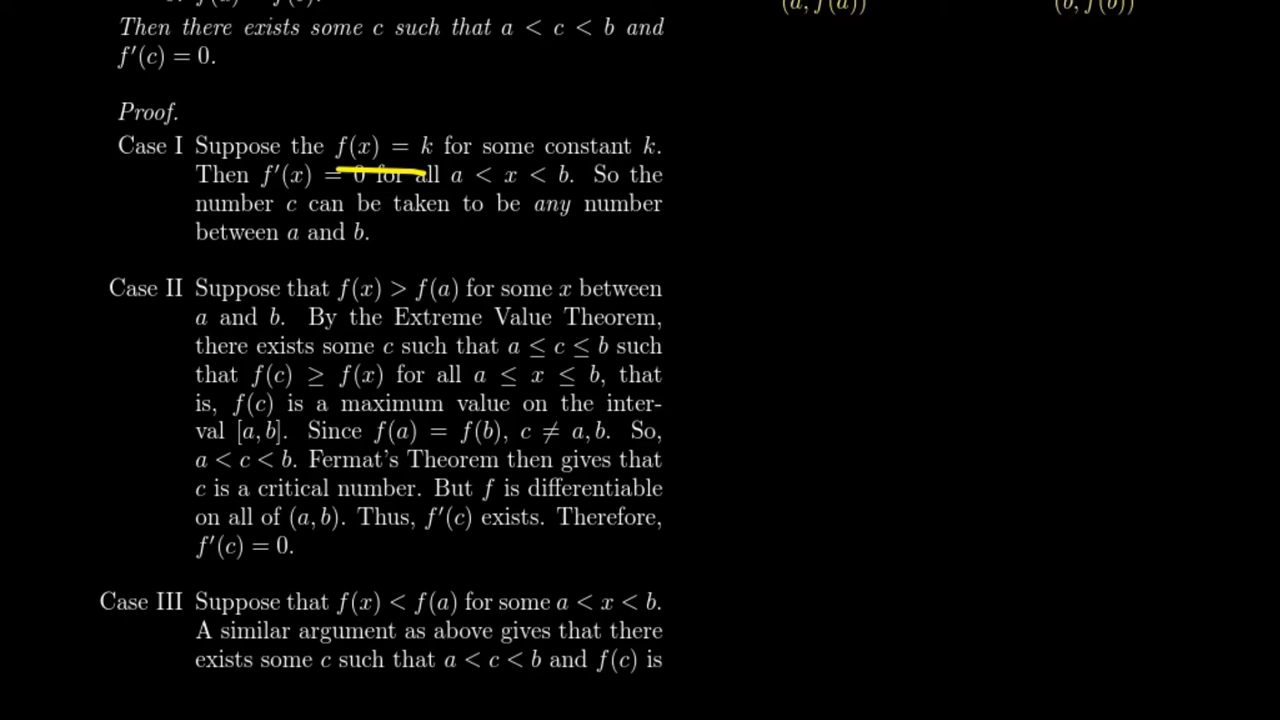 (a, f(a)) (b, f(b))
Then there exists some c such that a < c < b and
f′(c) = 0.
Proof.
Case I Suppose the f(x) = k for some constant k.
Then f′(x) = 0 for all a < x < b. So the
number c can be taken to be any number
between a and b.
Case II Suppose that f(x) > f(a) for some x between
a and b. By the Extreme Value Theorem,
there exists some c such that a ≤ c ≤ b such
that f(c) ≥ f(x) for all a ≤ x ≤ b, that
is, f(c) is a maximum value on the inter-
val [a, b]. Since f(a) = f(b), c ≠ a, b. So,
a < c < b. Fermat's Theorem then gives that
c is a critical number. But f is differentiable
on all of (a, b). Thus, f′(c) exists. Therefore,
f′(c) = 0.
Case III Suppose that f(x) < f(a) for some a < x < b.
A similar argument as above gives that there
exists some c such that a < c < b and f(c) is